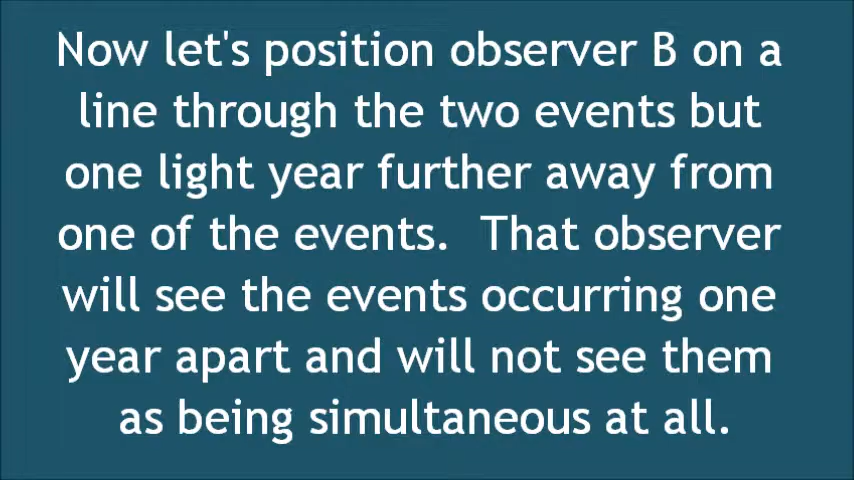 Now let's position observer B on a
line through the two events but
one light year further away from
one of the events.  That observer
will see the events occurring one
year apart and will not see them
as being simultaneous at all.